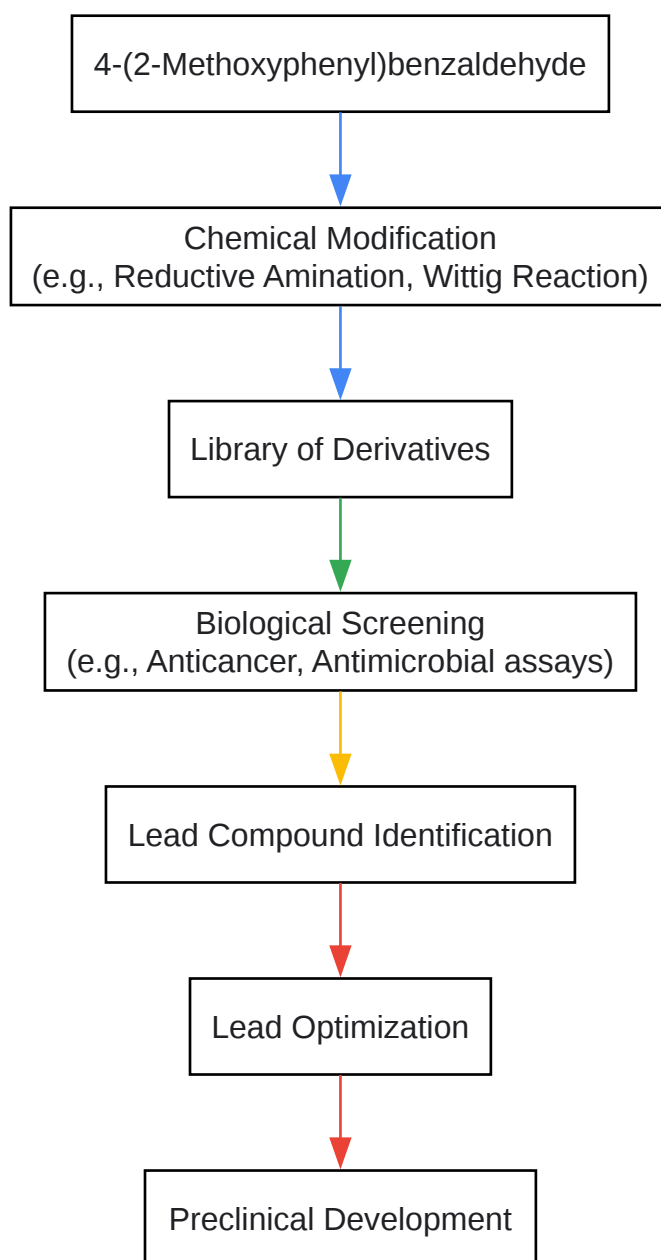 4-(2-Methoxyphenyl)benzaldehyde
Chemical Modification
(e.g., Reductive Amination, Wittig Reaction)
Library of Derivatives
Biological Screening
(e.g., Anticancer, Antimicrobial assays)
Lead Compound Identification
Lead Optimization
Preclinical Development